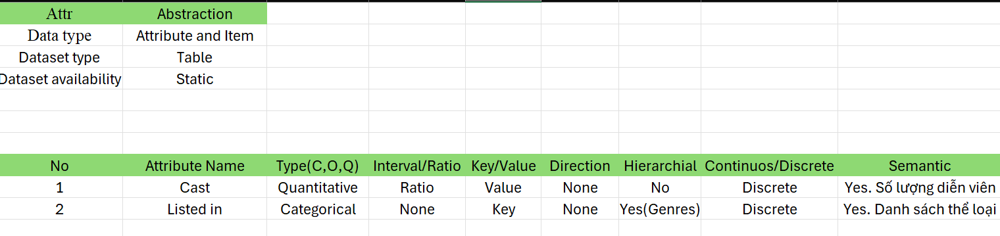 Attr Abstraction
Data type Attribute and Item
Dataset type Table
Dataset availability Static
No Attribute Name Type(C,O,Q) Interval/Ratio Key/Value Direction Hierarchial Continuos/Discrete Semantic
1 Cast Quantitative Ratio Value None No Discrete Yes. Số lượng diễn viên
2 Listed in Categorical None Key None Yes(Genres) Discrete Yes. Danh sách thể loại